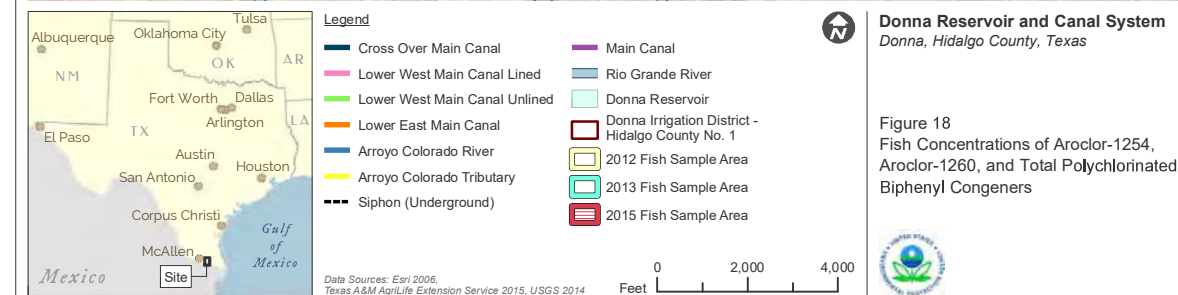 Tulsa
Albuquerque
Oklahoma City
NM
OK
AR
Fort Worth
Dallas
Arlington
LA
TX
El Paso
Austin
Houston
San Antonio
Corpus Christi
Gulf
of
Mexico
McAllen
Mexico
Site
Legend
Cross Over Main Canal
Lower West Main Canal Lined
Lower West Main Canal Unlined
Lower East Main Canal
Arroyo Colorado River
Arroyo Colorado Tributary
Siphon (Underground)
Main Canal
Rio Grande River
Donna Reservoir
Donna Irrigation District -
Hidalgo County No. 1
2012 Fish Sample Area
2013 Fish Sample Area
2015 Fish Sample Area
Data Sources: Esri 2006,
Texas A&M AgriLife Extension Service 2015, USGS 2014
0 2,000 4,000
Feet
Donna Reservoir and Canal System
Donna, Hidalgo County, Texas
Figure 18
Fish Concentrations of Aroclor-1254,
Aroclor-1260, and Total Polychlorinated
Biphenyl Congeners